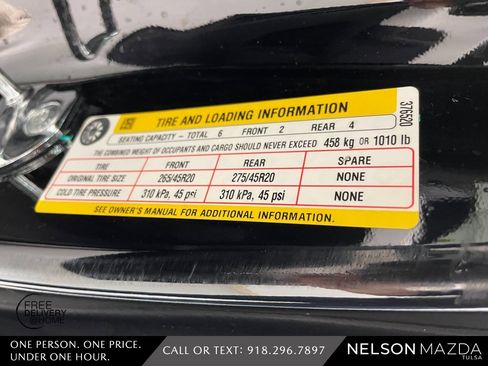 TIRE AND LOADING INFORMATION
SEATING CAPACITY – TOTAL 6 FRONT 2 REAR 4
THE COMBINED WEIGHT OF OCCUPANTS AND CARGO SHOULD NEVER EXCEED 458 kg OR 1010 lb
TIRE FRONT REAR SPARE
ORIGINAL TIRE SIZE 265/45R20 275/45R20 NONE
COLD TIRE PRESSURE 310 kPa, 45 psi 310 kPa, 45 psi NONE
SEE OWNER'S MANUAL FOR ADDITIONAL INFORMATION.
376520
FREE
DELIVERY
@HOME
ONE PERSON. ONE PRICE.
UNDER ONE HOUR.
CALL OR TEXT: 918.296.7897
NELSON MAZDA
TULSA